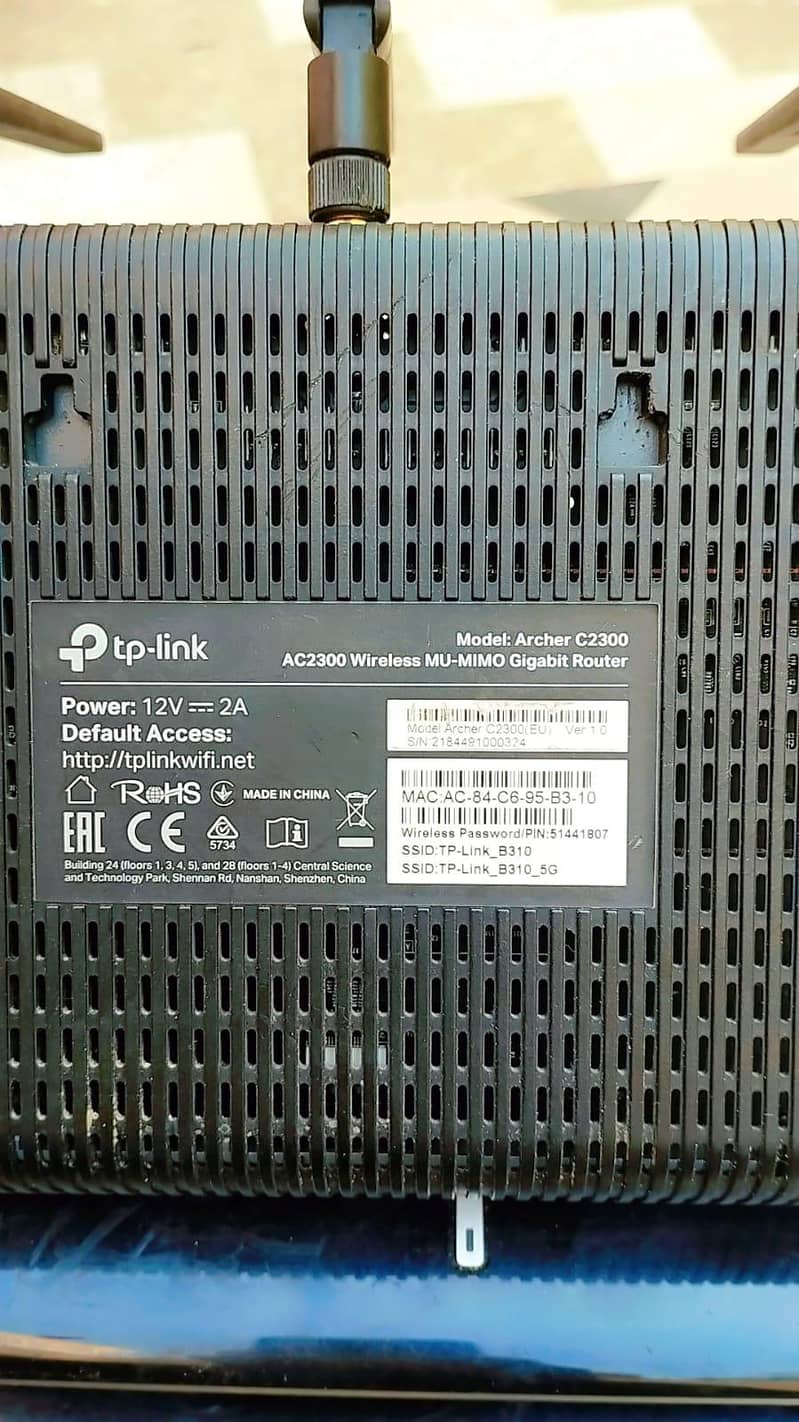 tp-link
Model: Archer C2300
AC2300 Wireless MU-MIMO Gigabit Router
Power: 12V ⎓ 2A
Default Access:
http://tplinkwifi.net
RoHS
MADE IN CHINA
EAC CE
5734
Building 24 (floors 1, 3, 4, 5), and 28 (floors 1-4) Central Science
and Technology Park, Shennan Rd, Nanshan, Shenzhen, China
Model:Archer C2300(EU) Ver 1.0
S/N:2184491000324
MAC:AC-84-C6-95-B3-10
Wireless Password/PIN:51441807
SSID:TP-Link_B310
SSID:TP-Link_B310_5G